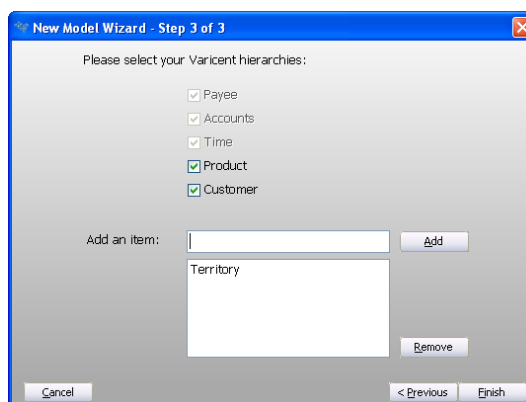 New Model Wizard - Step 3 of 3
Please select your Varicent hierarchies:
Payee
Accounts
Time
Product
Customer
Add an item:
Add
Territory
Remove
Cancel
< Previous
Finish